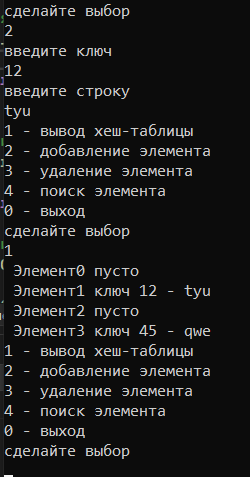 сделайте выбор
2
введите ключ
12
введите строку
tyu
1 - вывод хеш-таблицы
2 - добавление элемента
3 - удаление элемента
4 - поиск элемента
0 - выход
сделайте выбор
1
Элемент0 пусто
Элемент1 ключ 12 - tyu
Элемент2 пусто
Элемент3 ключ 45 - qwe
1 - вывод хеш-таблицы
2 - добавление элемента
3 - удаление элемента
4 - поиск элемента
0 - выход
сделайте выбор